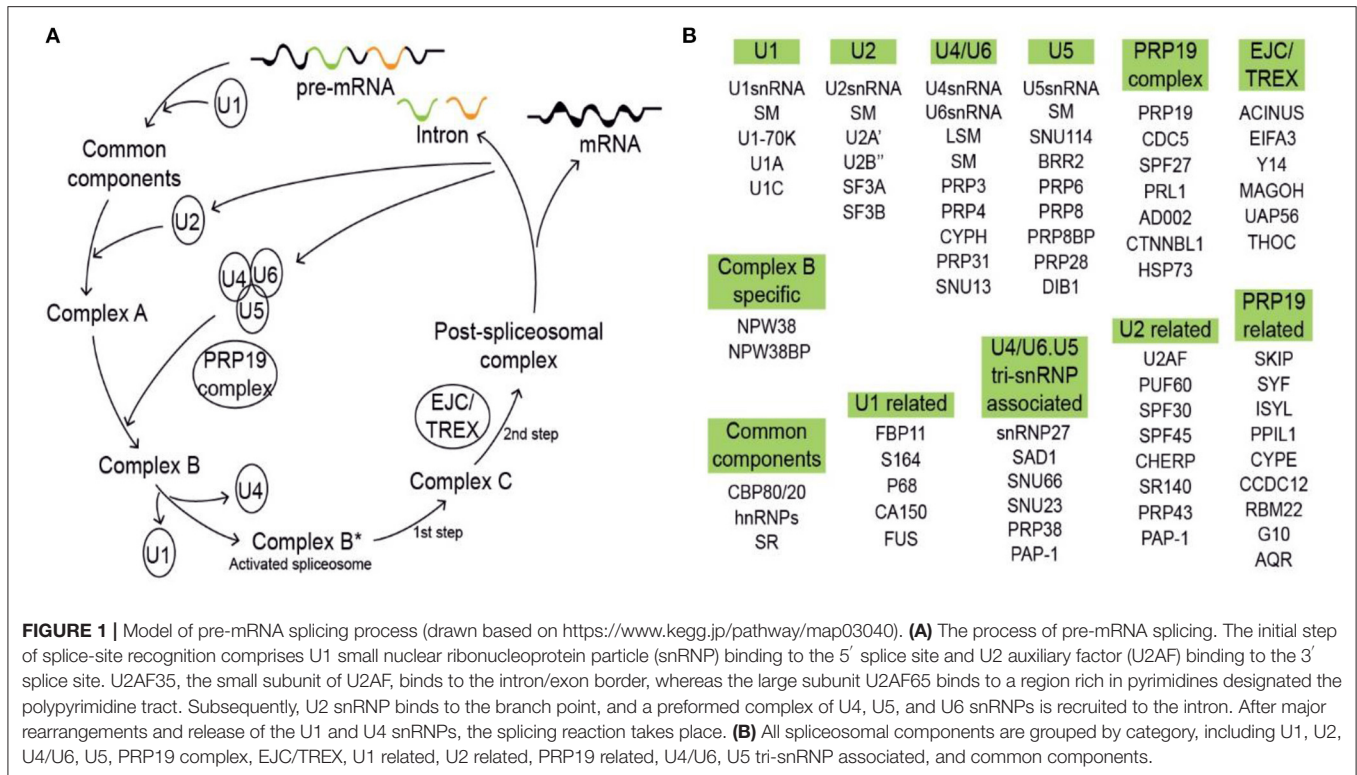 A
pre-mRNA
U1
Intron
mRNA
Common
components
U2
U4
U6
U5
Complex A
PRP19
complex
Post-spliceosomal
complex
EJC/
TREX
2nd step
Complex B
Complex C
U4
U1
1st step
Complex B*
Activated spliceosome
B
U1
U1snRNA
SM
U1-70K
U1A
U1C
U2
U2snRNA
SM
U2A'
U2B"
SF3A
SF3B
U4/U6
U4snRNA
U6snRNA
LSM
SM
PRP3
PRP4
CYPH
PRP31
SNU13
U5
U5snRNA
SM
SNU114
BRR2
PRP6
PRP8
PRP8BP
PRP28
DIB1
PRP19
complex
PRP19
CDC5
SPF27
PRL1
AD002
CTNNBL1
HSP73
EJC/
TREX
ACINUS
EIFA3
Y14
MAGOH
UAP56
THOC
Complex B
specific
NPW38
NPW38BP
Common
components
CBP80/20
hnRNPs
SR
U1 related
FBP11
S164
P68
CA150
FUS
U4/U6.U5
tri-snRNP
associated
snRNP27
SAD1
SNU66
SNU23
PRP38
PAP-1
U2 related
U2AF
PUF60
SPF30
SPF45
CHERP
SR140
PRP43
PAP-1
PRP19
related
SKIP
SYF
ISYL
PPIL1
CYPE
CCDC12
RBM22
G10
AQR
FIGURE 1 | Model of pre-mRNA splicing process (drawn based on https://www.kegg.jp/pathway/map03040). (A) The process of pre-mRNA splicing. The initial step
of splice-site recognition comprises U1 small nuclear ribonucleoprotein particle (snRNP) binding to the 5′ splice site and U2 auxiliary factor (U2AF) binding to the 3′
splice site. U2AF35, the small subunit of U2AF, binds to the intron/exon border, whereas the large subunit U2AF65 binds to a region rich in pyrimidines designated the
polypyrimidine tract. Subsequently, U2 snRNP binds to the branch point, and a preformed complex of U4, U5, and U6 snRNPs is recruited to the intron. After major
rearrangements and release of the U1 and U4 snRNPs, the splicing reaction takes place. (B) All spliceosomal components are grouped by category, including U1, U2,
U4/U6, U5, PRP19 complex, EJC/TREX, U1 related, U2 related, PRP19 related, U4/U6, U5 tri-snRNP associated, and common components.